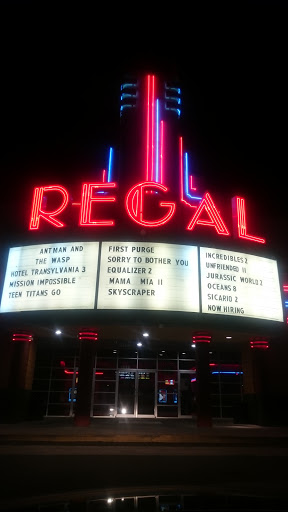 REGAL
ANTMAN AND
THE WASP
HOTEL TRANSYLVANIA 3
MISSION IMPOSSIBLE
TEEN TITANS GO
FIRST PURGE
SORRY TO BOTHER YOU
EQUALIZER 2
MAMA MIA II
SKYSCRAPER
INCREDIBLES 2
UNFRIENDED II
JURASSIC WORLD 2
OCEANS 8
SICARIO 2
NOW HIRING